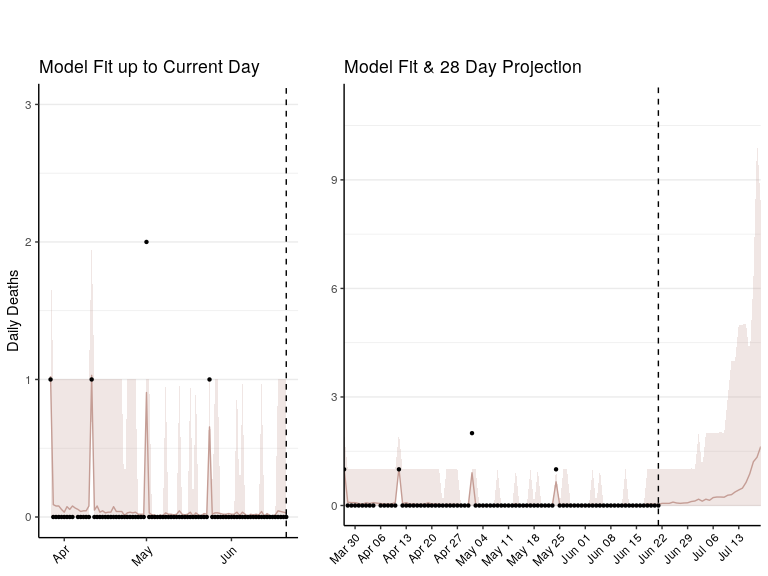 Model Fit up to Current Day
Model Fit & 28 Day Projection
Daily Deaths
3
2
1
0
Apr
May
Jun
9
6
3
0
Mar 30
Apr 06
Apr 13
Apr 20
Apr 27
May 04
May 11
May 18
May 25
Jun 01
Jun 08
Jun 15
Jun 22
Jun 29
Jul 06
Jul 13